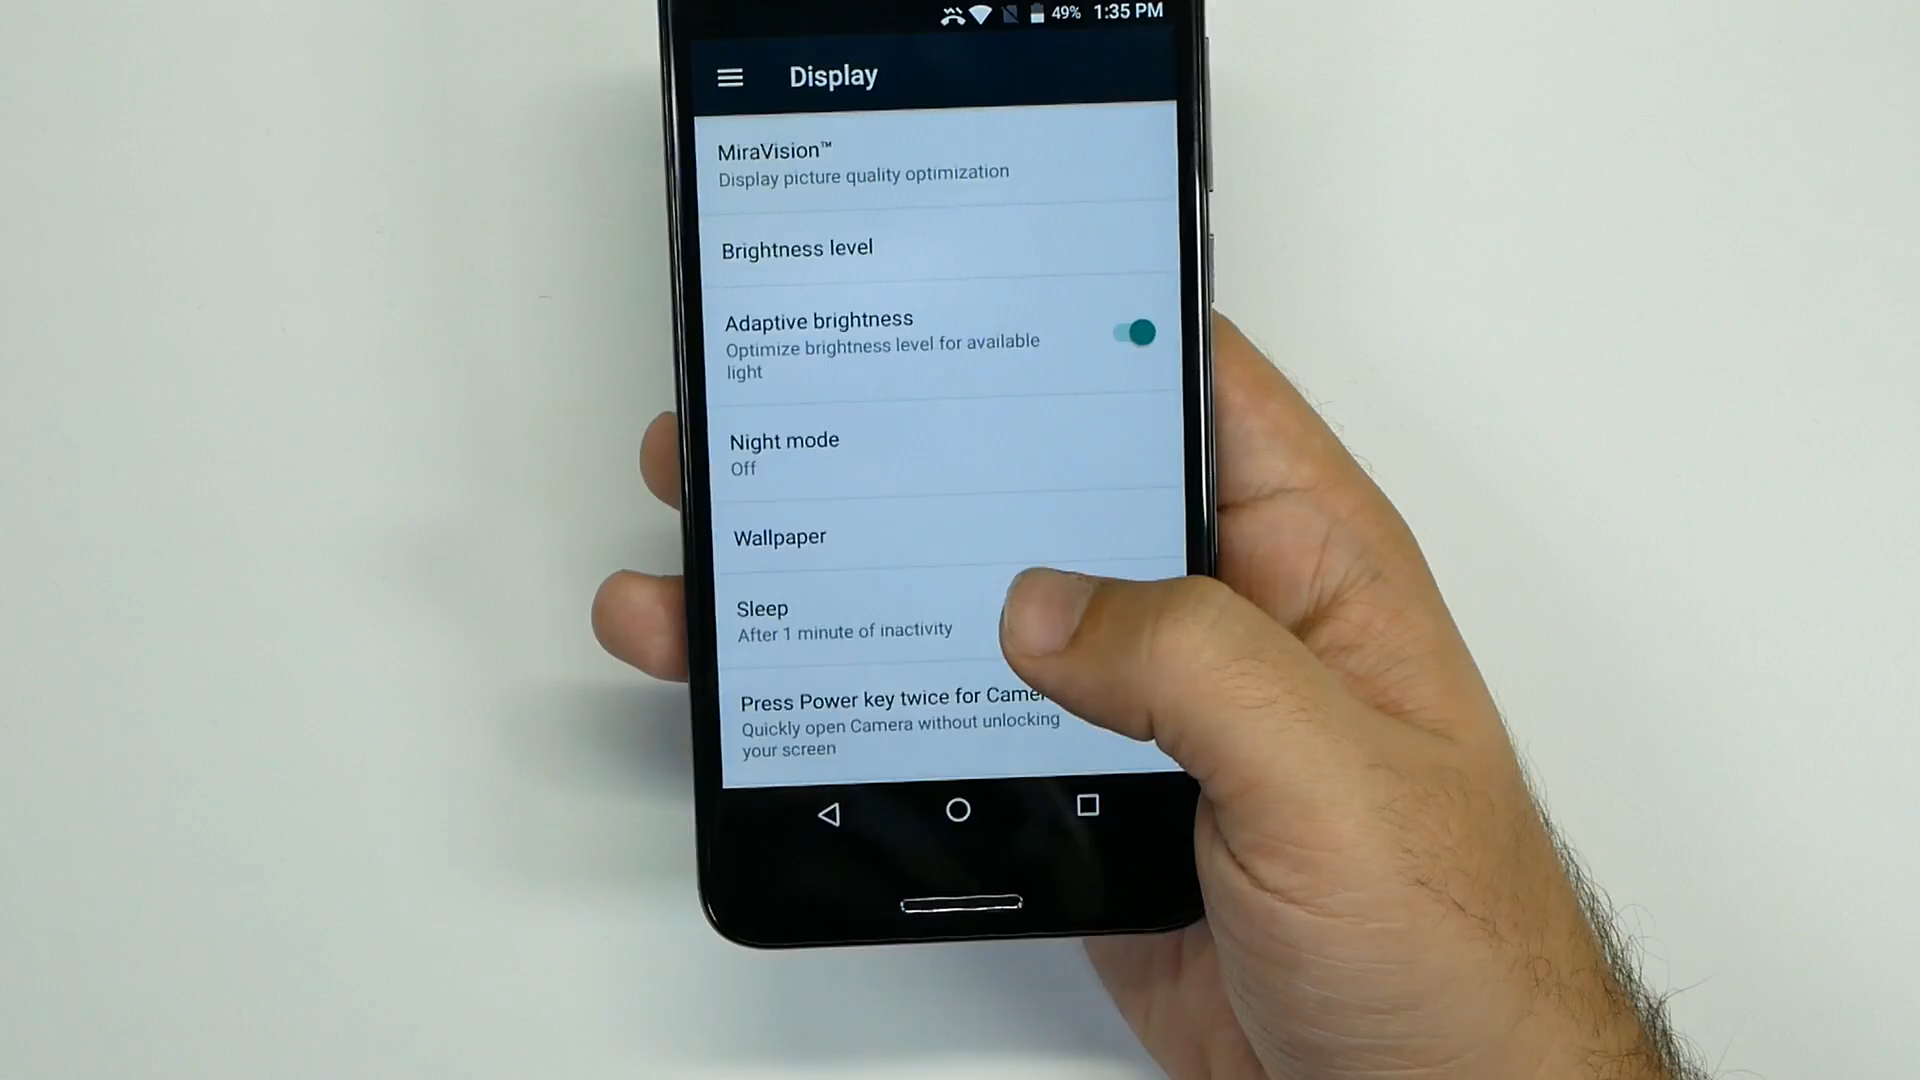 49% 1:35 PM
Display
MiraVision™
Display picture quality optimization
Brightness level
Adaptive brightness
Optimize brightness level for available
light
Night mode
Off
Wallpaper
Sleep
After 1 minute of inactivity
Press Power key twice for
Quickly open Camera without unlocking
your screen